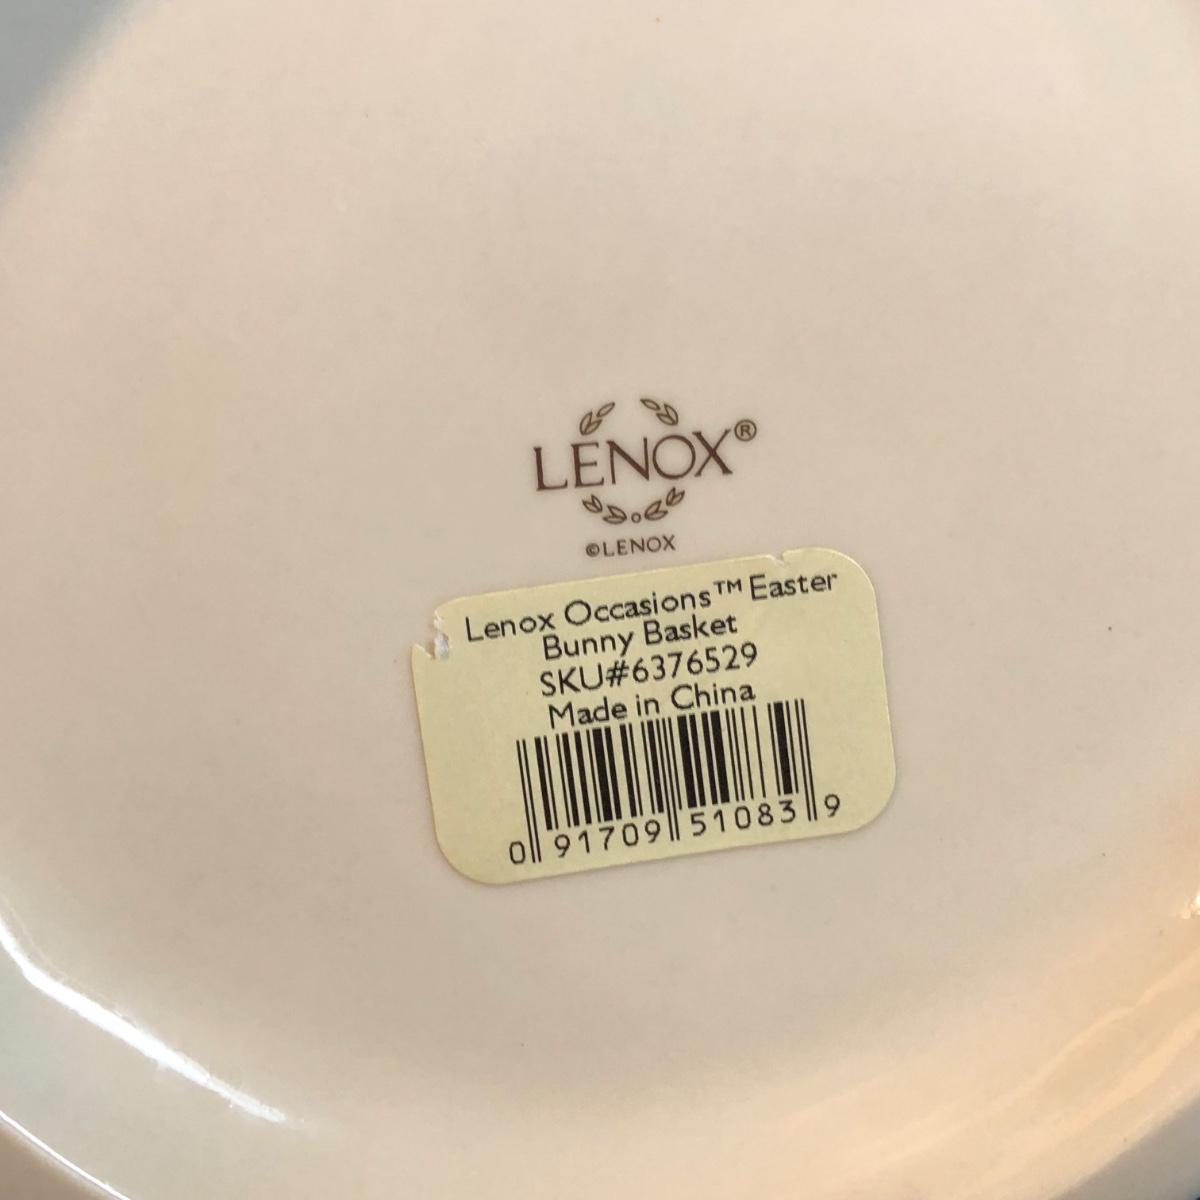 LENOX®
©LENOX
Lenox Occasions™ Easter
Bunny Basket
SKU#6376529
Made in China
0 91709 51083 9